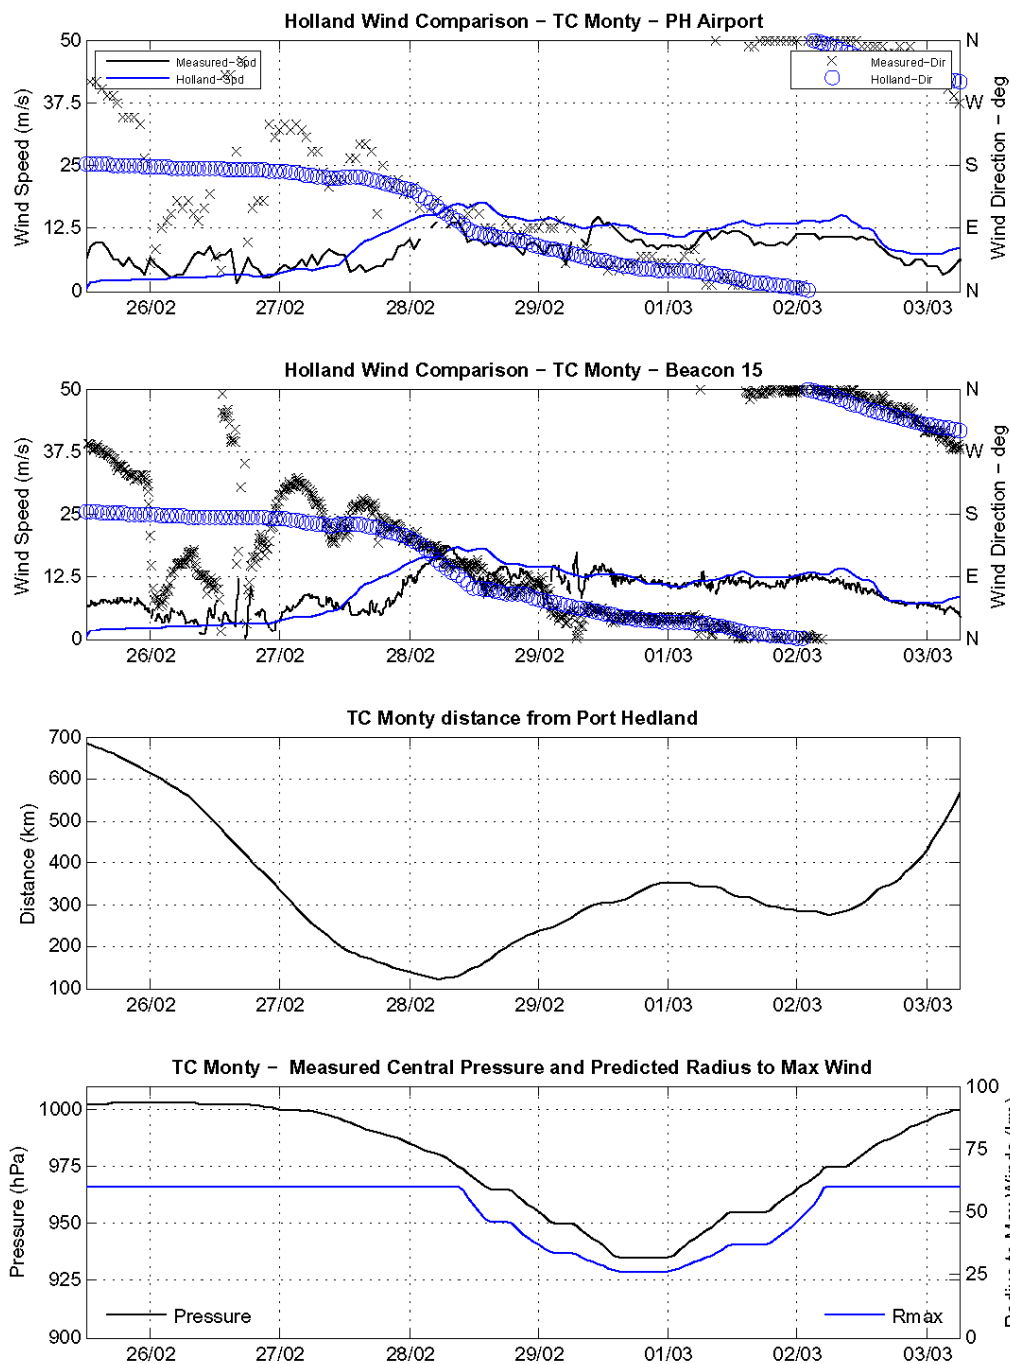 Holland Wind Comparison − TC Monty − PH Airport
50
37.5
25
12.5
0
Wind Speed (m/s)
Measured−Spd
Holland−Spd
Measured−Dir
Holland−Dir
N
W
S
E
N
Wind Direction − deg
26/02 27/02 28/02 29/02 01/03 02/03 03/03
Holland Wind Comparison − TC Monty − Beacon 15
50
37.5
25
12.5
0
Wind Speed (m/s)
N
W
S
E
N
Wind Direction − deg
26/02 27/02 28/02 29/02 01/03 02/03 03/03
TC Monty distance from Port Hedland
700
600
500
400
300
200
100
Distance (km)
26/02 27/02 28/02 29/02 01/03 02/03 03/03
TC Monty − Measured Central Pressure and Predicted Radius to Max Wind
1000
975
950
925
900
Pressure (hPa)
Pressure
Rmax
100
75
50
25
0
Radius to Max Winds (km)
26/02 27/02 28/02 29/02 01/03 02/03 03/03